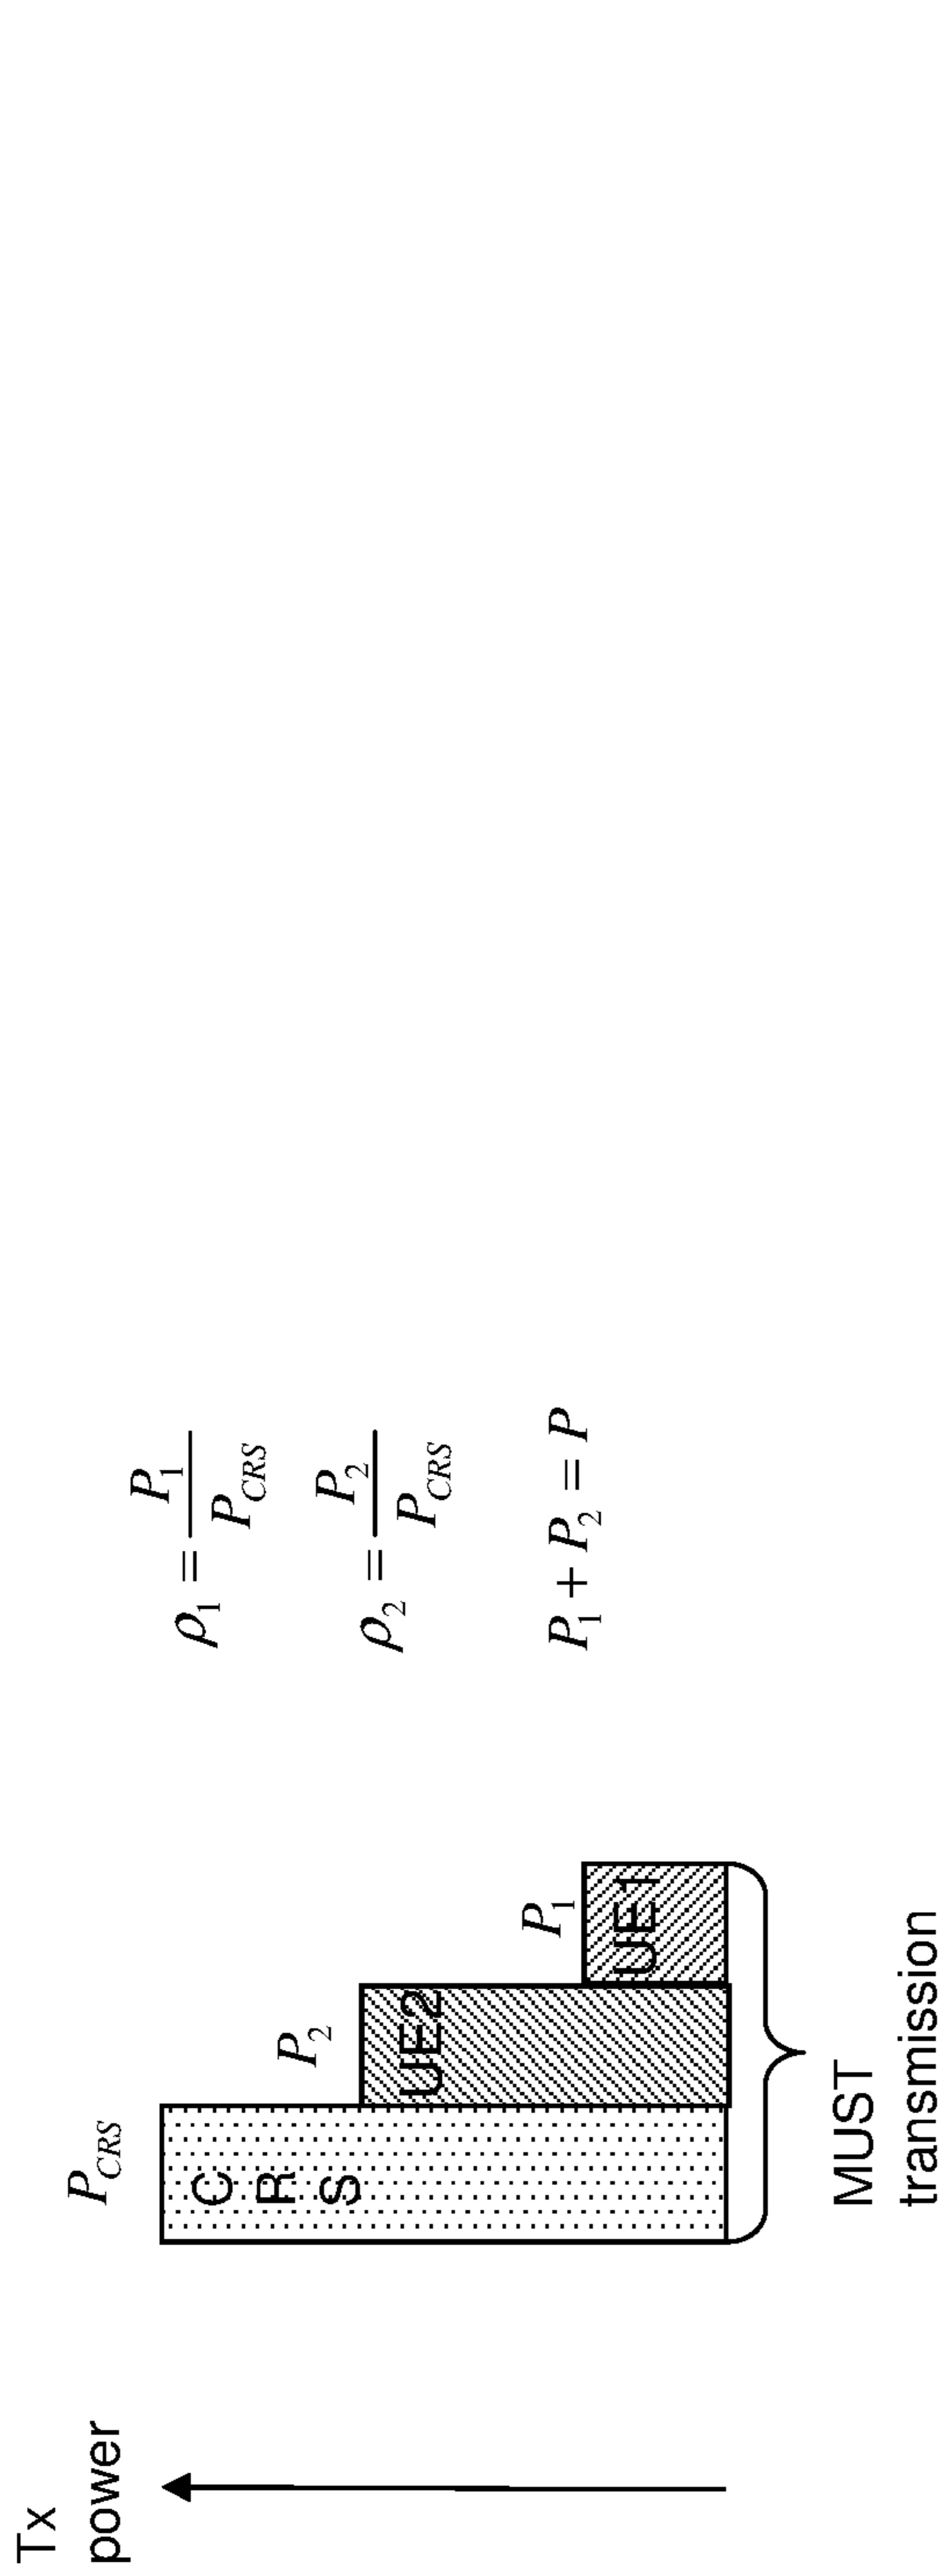 Tx
power
P_CRS
C
R
S
P_2
UE2
P_1
UE1
MUST
transmission
ρ_1 = P_1 / P_CRS
ρ_2 = P_2 / P_CRS
P_1 + P_2 = P